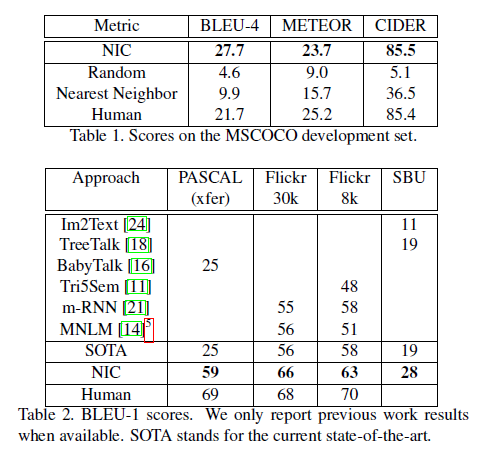 Metric BLEU-4 METEOR CIDER
NIC 27.7 23.7 85.5
Random 4.6 9.0 5.1
Nearest Neighbor 9.9 15.7 36.5
Human 21.7 25.2 85.4
Table 1. Scores on the MSCOCO development set.
Approach PASCAL Flickr Flickr SBU
(xfer) 30k 8k
Im2Text [24] 11
TreeTalk [18] 19
BabyTalk [16] 25
Tri5Sem [11] 48
m-RNN [21] 55 58
MNLM [14]5 56 51
SOTA 25 56 58 19
NIC 59 66 63 28
Human 69 68 70
Table 2. BLEU-1 scores. We only report previous work results
when available. SOTA stands for the current state-of-the-art.